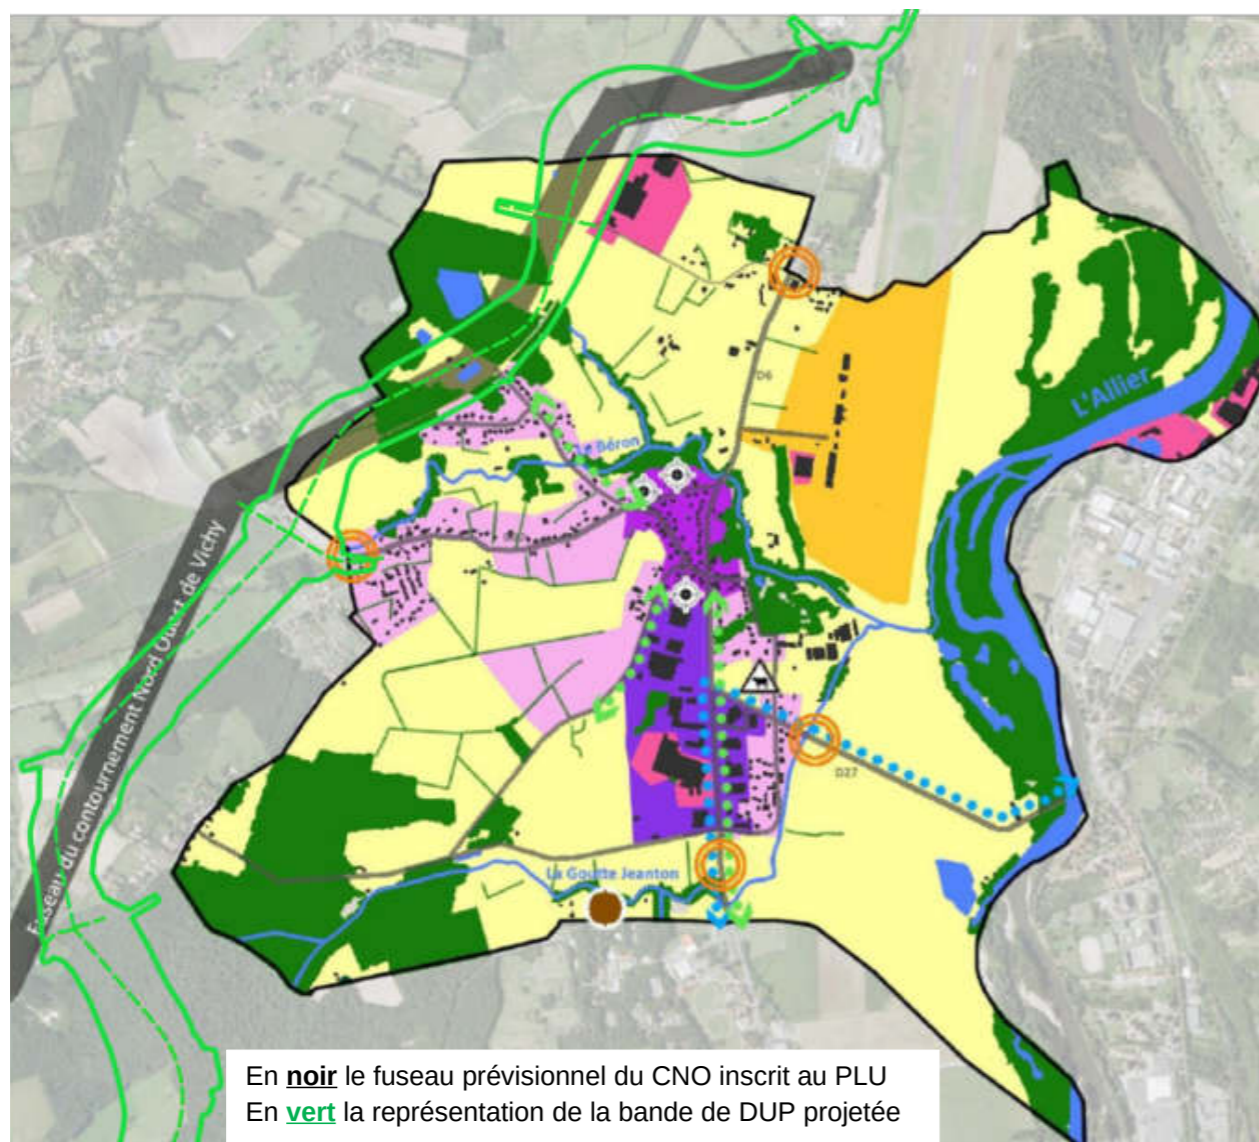 D6
L'Allier
Le Béron
Fuseau du contournement Nord Ouest de Vichy
D27
La Goutte Jeanton
En noir le fuseau prévisionnel du CNO inscrit au PLU
En vert la représentation de la bande de DUP projetée